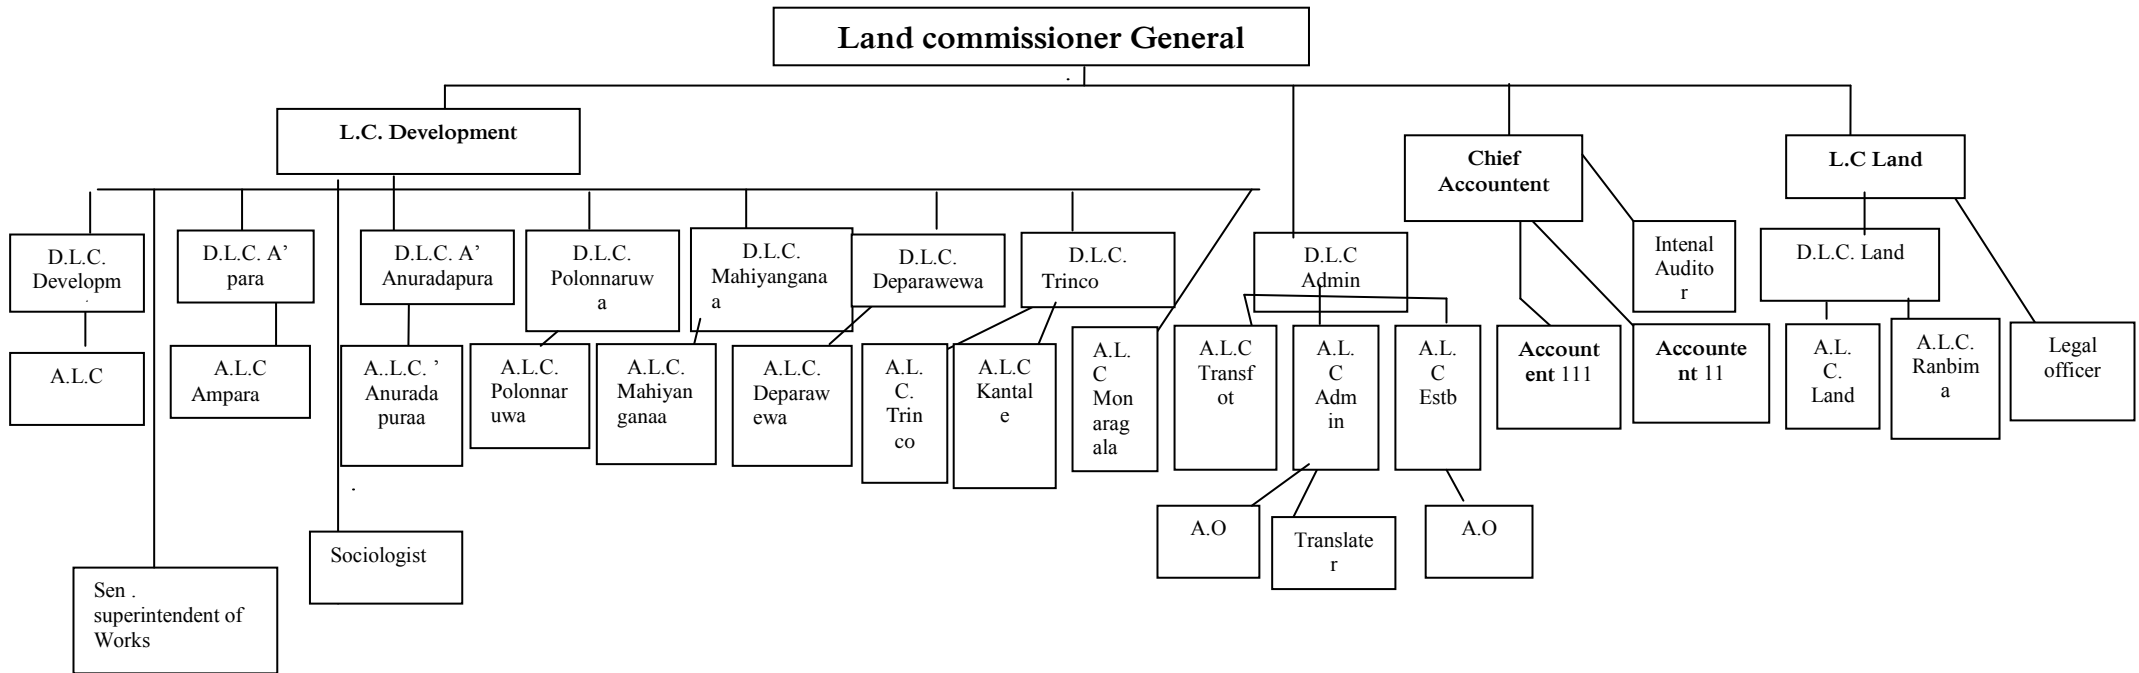 Land commissioner General
.
L.C. Development
Chief
Accountent
L.C Land
D.L.C.
Developm
.
D.L.C. A’
para
D.L.C. A’
Anuradapura
D.L.C.
Polonnaruw
a
D.L.C.
Mahiyangana
a
D.L.C.
Deparawewa
D.L.C.
Trinco
D.L.C
Admin
Intenal
Audito
r
D.L.C. Land
A.L.C
A.L.C
Ampara
A..L.C. ’
Anurada
puraa
.
A.L.C.
Polonnar
uwa
A.L.C.
Mahiyan
ganaa
A.L.C.
Deparaw
ewa
A.L.
C.
Trin
co
A.L.C
Kantal
e
A.L.
C
Mon
arag
ala
A.L.C
Transf
ot
A.L.
C
Adm
in
A.L.
C
Estb
Account
ent 111
Accounte
nt 11
A.L.
C.
Land
A.L.C.
Ranbim
a
Legal
officer
A.O
Translate
r
A.O
Sociologist
Sen .
superintendent of
Works